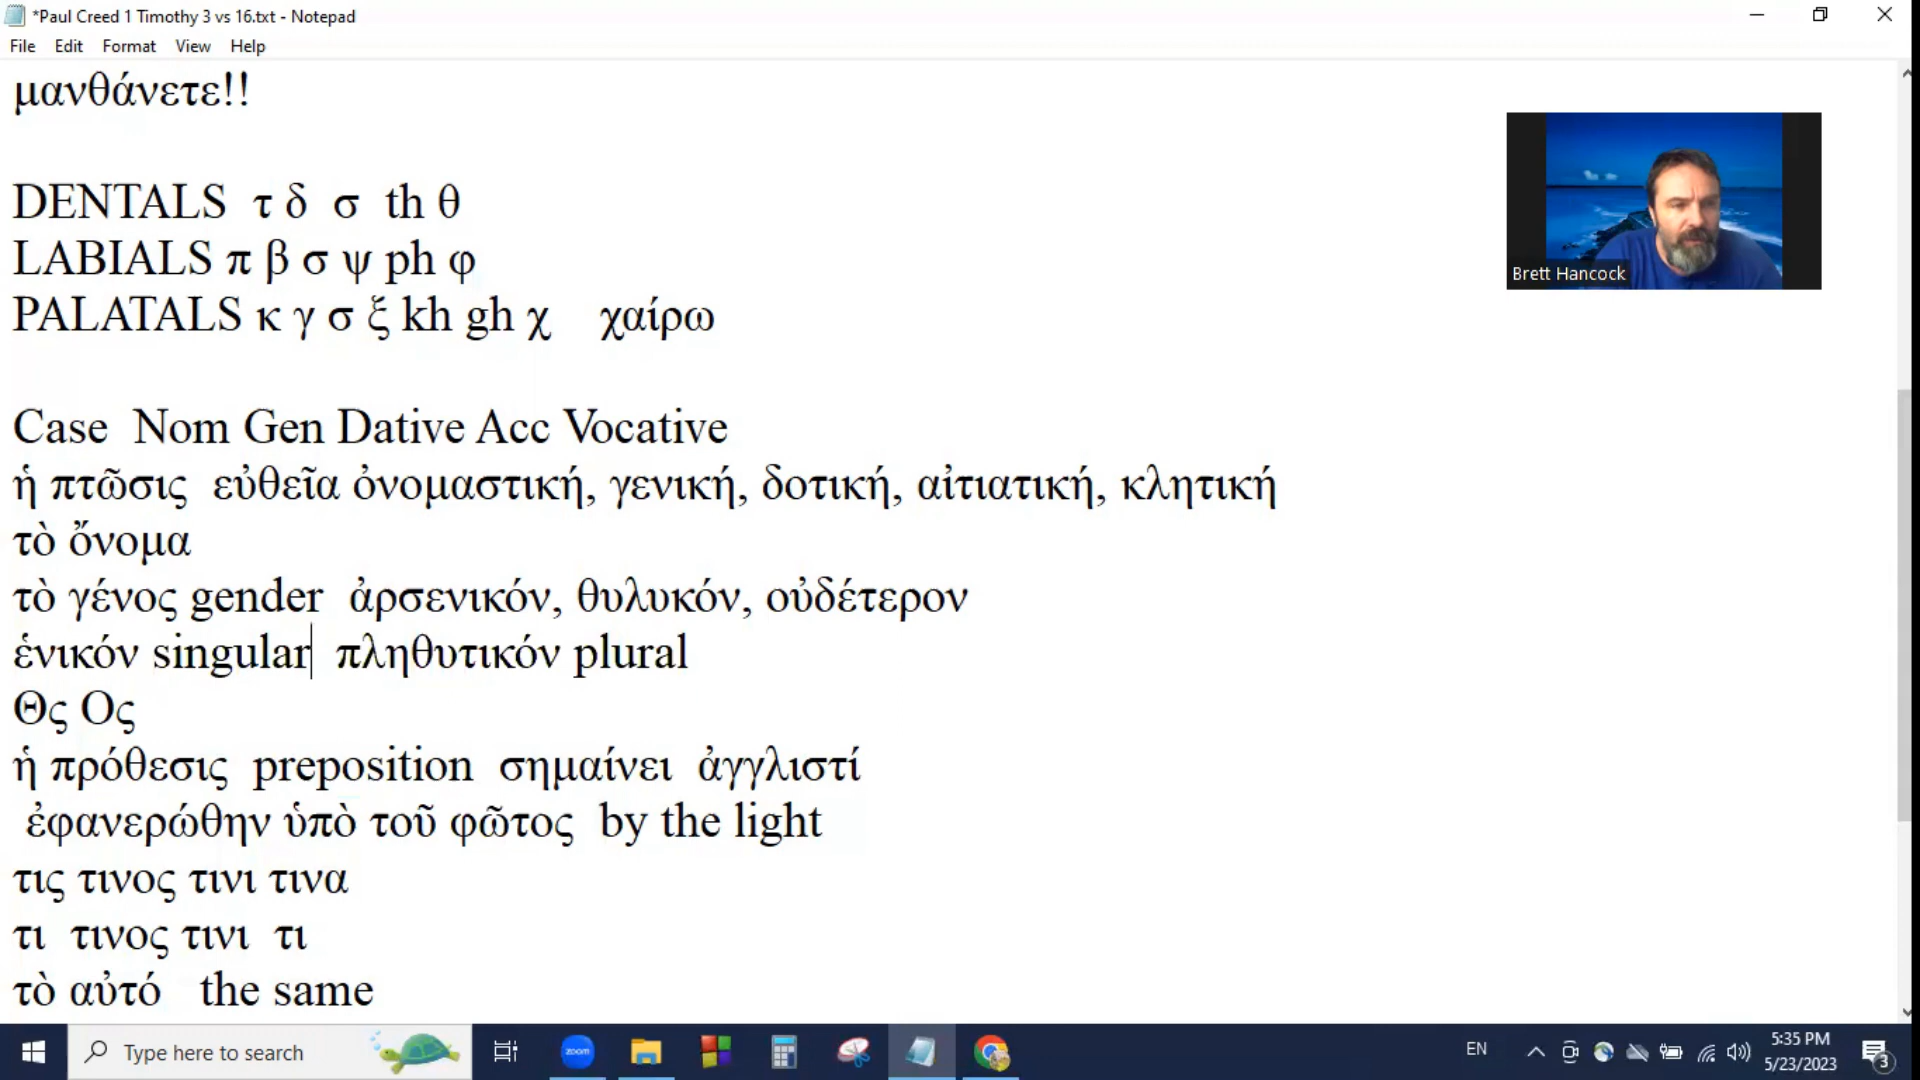 *Paul Creed 1 Timothy 3 vs 16.txt - Notepad
File Edit Format View Help
μανθάνετε!!
DENTALS τ δ σ th θ
LABIALS π β σ ψ ph φ
PALATALS κ γ σ ξ kh gh χ χαίρω
Brett Hancock
Case Nom Gen Dative Acc Vocative
ἡ πτῶσις εὐθεῖα ὀνομαστική, γενική, δοτική, αἰτιατική, κλητική
τὸ ὄνομα
τὸ γένος gender ἀρσενικόν, θυλυκόν, οὐδέτερον
ἑνικόν singular πληθυτικόν plural
Θς Ος
ἡ πρόθεσις preposition σημαίνει ἀγγλιστί
ἐφανερώθην ὑπὸ τοῦ φῶτος by the light
τις τινος τινι τινα
τι τινος τινι τι
τὸ αὐτό the same
Type here to search
zoom
EN
5:35 PM
5/23/2023
3